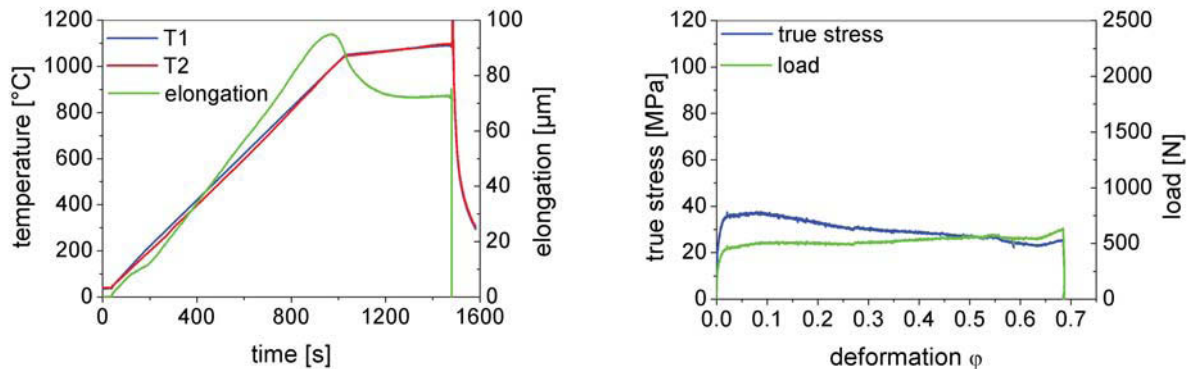 1200
1000
800
600
400
200
0
temperature [°C]
T1
T2
elongation
100
80
60
40
20
0
elongation [µm]
0 400 800 1200 1600
time [s]
120
100
80
60
40
20
0
true stress [MPa]
true stress
load
2500
2000
1500
1000
500
0
load [N]
0.0 0.1 0.2 0.3 0.4 0.5 0.6 0.7
deformation φ